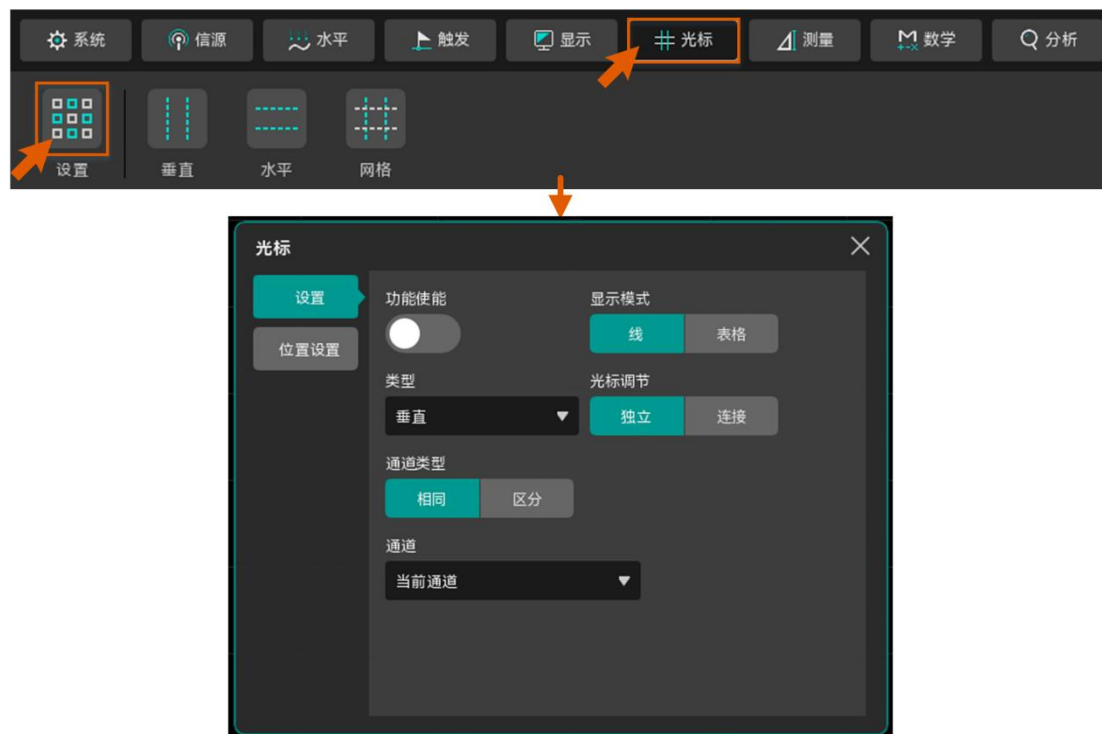 系统 信源 水平 触发 显示 光标 测量 数学 分析
设置 垂直 水平 网格
光标
设置
位置设置
功能使能 显示模式
线 表格
类型 光标调节
垂直 独立 连接
通道类型
相同 区分
通道
当前通道